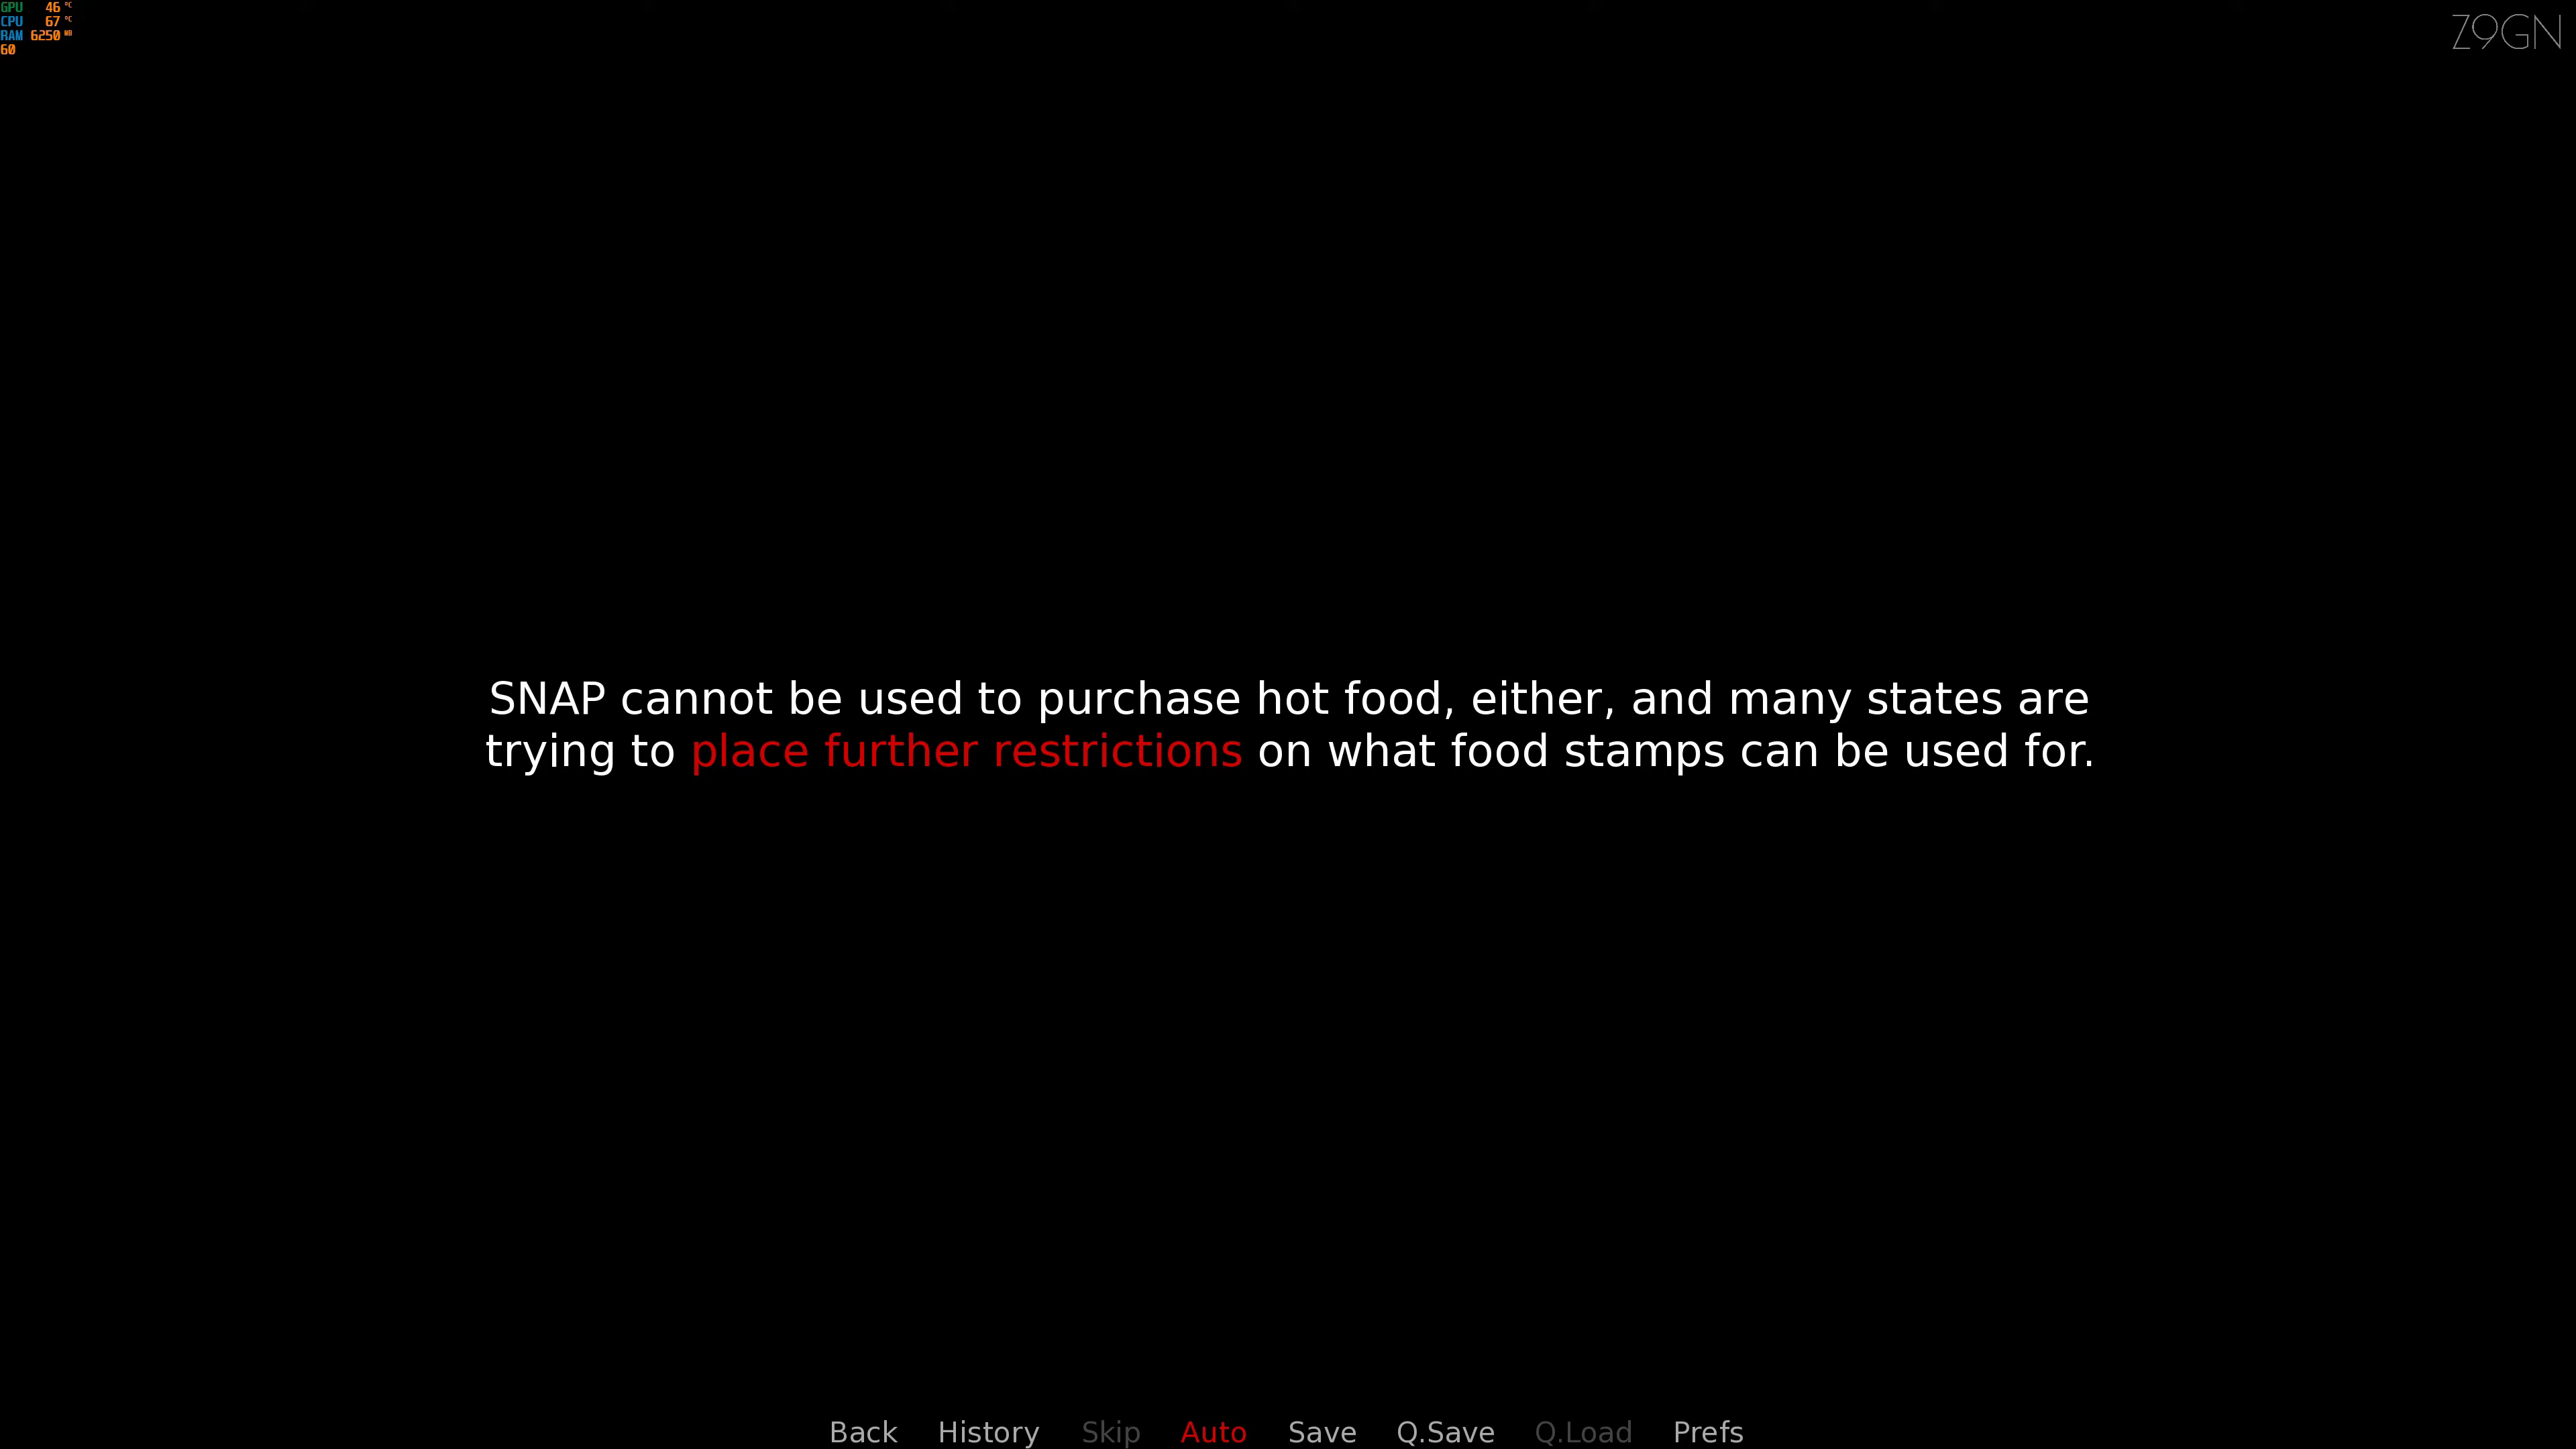 GPU 46 °C
CPU 67 °C
RAM 6250 MB
60
Z9GN
SNAP cannot be used to purchase hot food, either, and many states are
trying to place further restrictions on what food stamps can be used for.
Back History Skip Auto Save Q.Save Q.Load Prefs